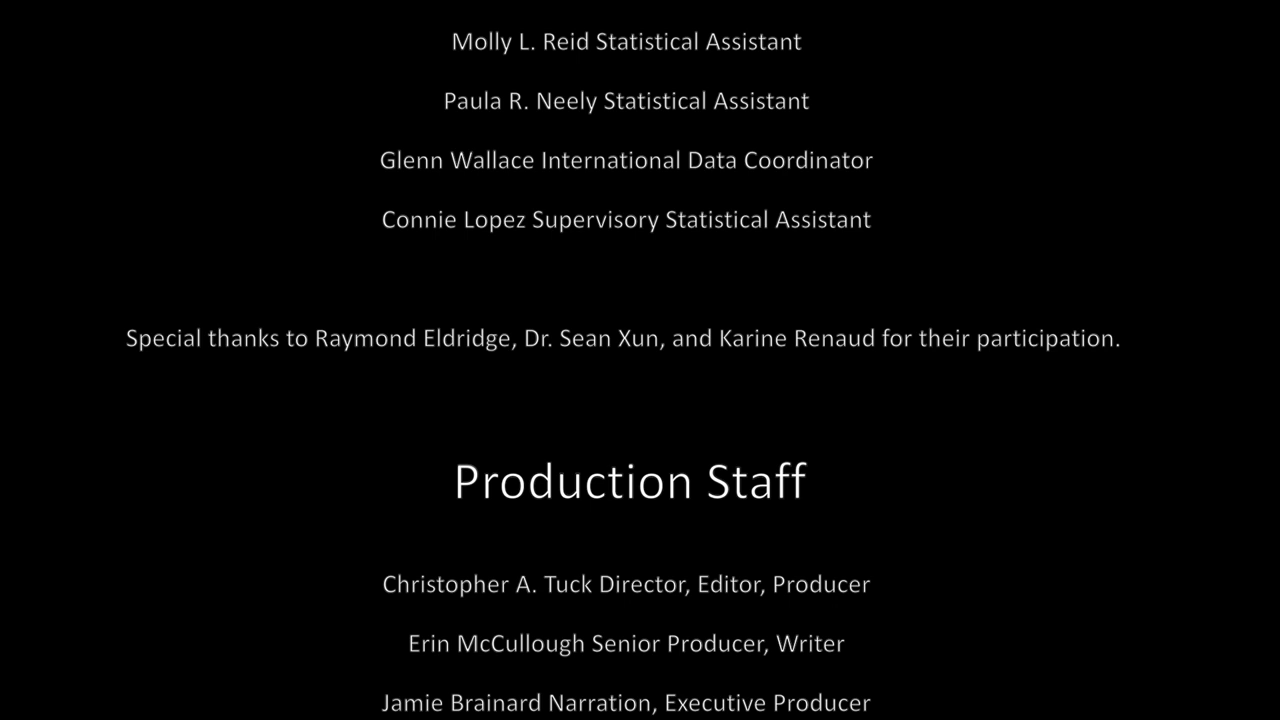 Molly L. Reid Statistical Assistant
Paula R. Neely Statistical Assistant
Glenn Wallace International Data Coordinator
Connie Lopez Supervisory Statistical Assistant
Special thanks to Raymond Eldridge, Dr. Sean Xun, and Karine Renaud for their participation.
Production Staff
Christopher A. Tuck Director, Editor, Producer
Erin McCullough Senior Producer, Writer
Jamie Brainard Narration, Executive Producer